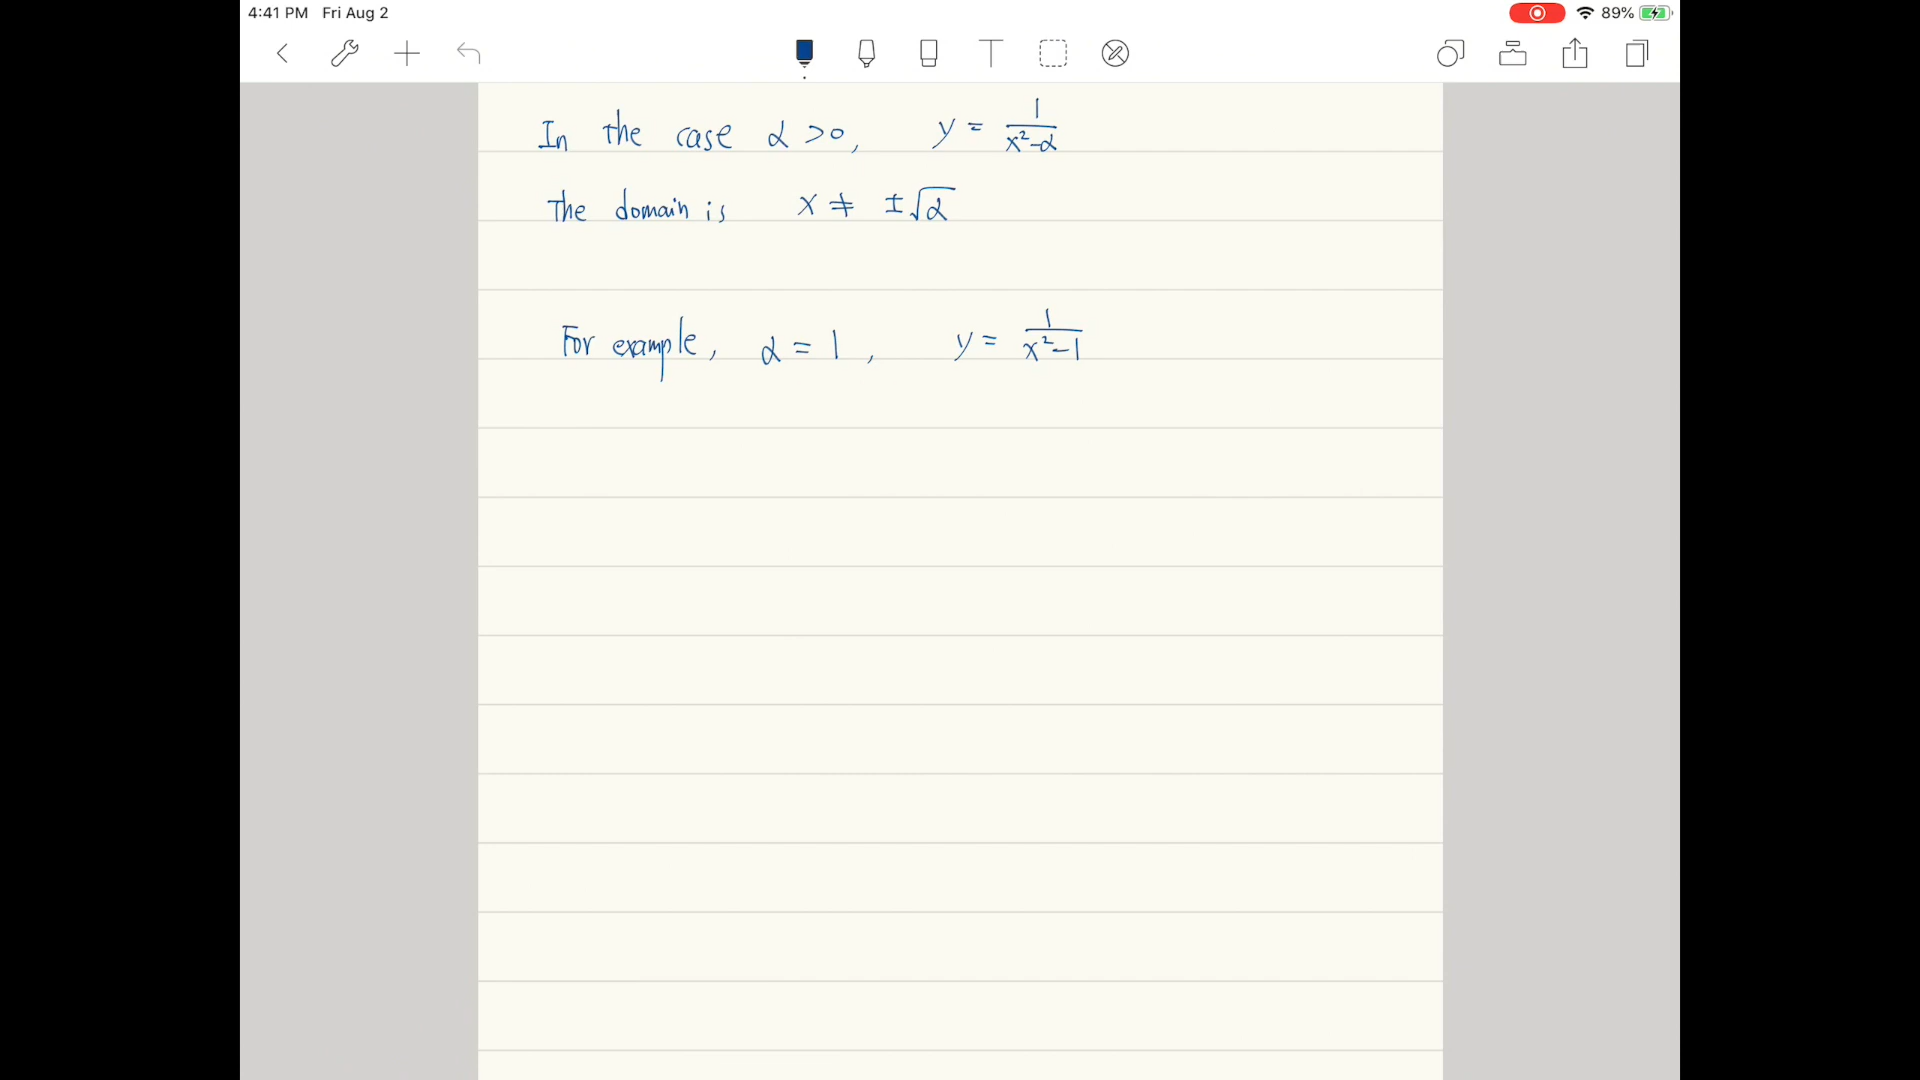 4:41 PM Fri Aug 2 89%
In the case α > 0, y = 1/(x²-α)
The domain is x ≠ ±√α
For example, α = 1, y = 1/(x²-1)